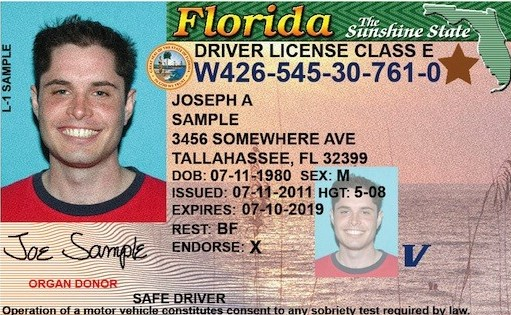 Florida The Sunshine State
DRIVER LICENSE CLASS E
W426-545-30-761-0
L-1 SAMPLE
JOSEPH A
SAMPLE
3456 SOMEWHERE AVE
TALLAHASSEE, FL 32399
DOB: 07-11-1980 SEX: M
ISSUED: 07-11-2011 HGT: 5-08
EXPIRES: 07-10-2019
REST: BF
ENDORSE: X
V
Joe Sample
ORGAN DONOR
SAFE DRIVER
Operation of a motor vehicle constitutes consent to any sobriety test required by law.